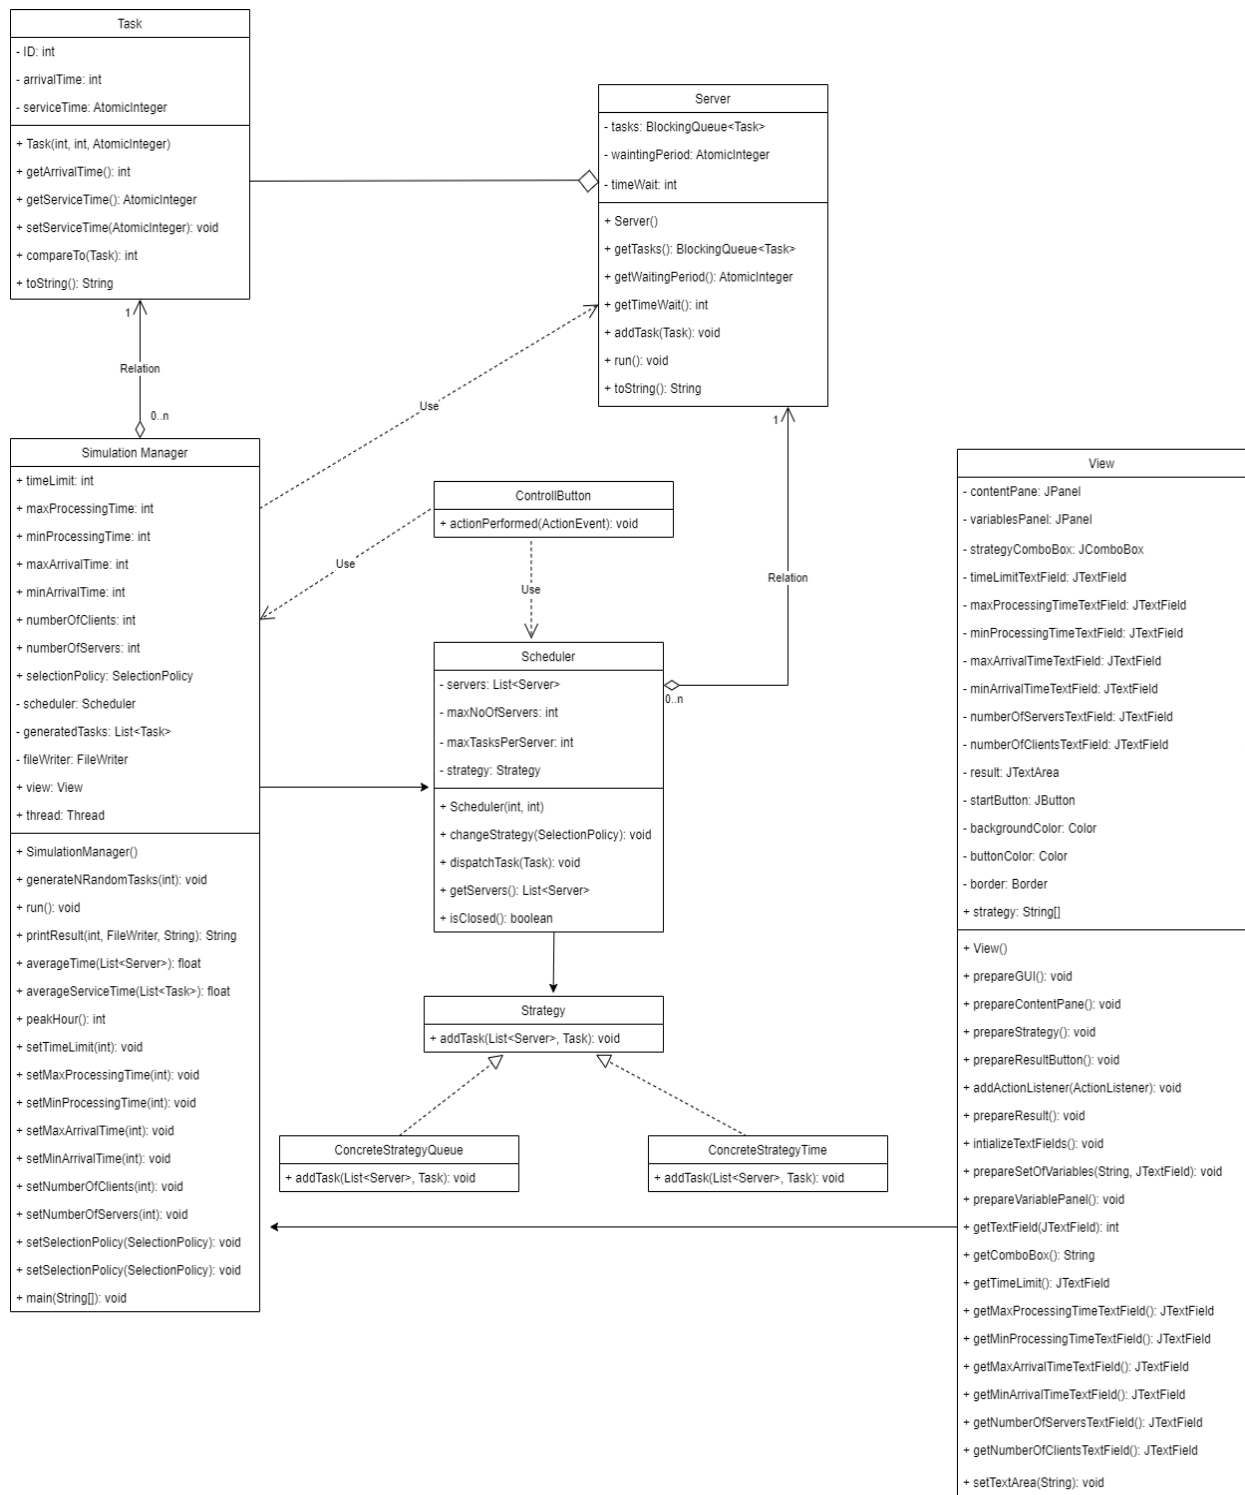 Task
- ID: int
- arrivalTime: int
- serviceTime: AtomicInteger
+ Task(int, int, AtomicInteger)
+ getArrivalTime(): int
+ getServiceTime(): AtomicInteger
+ setServiceTime(AtomicInteger): void
+ compareTo(Task): int
+ toString(): String
Server
- tasks: BlockingQueue<Task>
- waintingPeriod: AtomicInteger
- timeWait: int
+ Server()
+ getTasks(): BlockingQueue<Task>
+ getWaitingPeriod(): AtomicInteger
+ getTimeWait(): int
+ addTask(Task): void
+ run(): void
+ toString(): String
1
Relation
0..n
Use
1
Relation
0..n
Simulation Manager
+ timeLimit: int
+ maxProcessingTime: int
+ minProcessingTime: int
+ maxArrivalTime: int
+ minArrivalTime: int
+ numberOfClients: int
+ numberOfServers: int
+ selectionPolicy: SelectionPolicy
- scheduler: Scheduler
- generatedTasks: List<Task>
- fileWriter: FileWriter
+ view: View
+ thread: Thread
+ SimulationManager()
+ generateNRandomTasks(int): void
+ run(): void
+ printResult(int, FileWriter, String): String
+ averageTime(List<Server>): float
+ averageServiceTime(List<Task>): float
+ peakHour(): int
+ setTimeLimit(int): void
+ setMaxProcessingTime(int): void
+ setMinProcessingTime(int): void
+ setMaxArrivalTime(int): void
+ setMinArrivalTime(int): void
+ setNumberOfClients(int): void
+ setNumberOfServers(int): void
+ setSelectionPolicy(SelectionPolicy): void
+ setSelectionPolicy(SelectionPolicy): void
+ main(String[]): void
ControllButton
+ actionPerformed(ActionEvent): void
Use
Use
Scheduler
- servers: List<Server>
- maxNoOfServers: int
- maxTasksPerServer: int
- strategy: Strategy
+ Scheduler(int, int)
+ changeStrategy(SelectionPolicy): void
+ dispatchTask(Task): void
+ getServers(): List<Server>
+ isClosed(): boolean
Strategy
+ addTask(List<Server>, Task): void
ConcreteStrategyQueue
+ addTask(List<Server>, Task): void
ConcreteStrategyTime
+ addTask(List<Server>, Task): void
View
- contentPane: JPanel
- variablesPanel: JPanel
- strategyComboBox: JComboBox
- timeLimitTextField: JTextField
- maxProcessingTimeTextField: JTextField
- minProcessingTimeTextField: JTextField
- maxArrivalTimeTextField: JTextField
- minArrivalTimeTextField: JTextField
- numberOfServersTextField: JTextField
- numberOfClientsTextField: JTextField
- result: JTextArea
- startButton: JButton
- backgroundColor: Color
- buttonColor: Color
- border: Border
+ strategy: String[]
+ View()
+ prepareGUI(): void
+ prepareContentPane(): void
+ prepareStrategy(): void
+ prepareResultButton(): void
+ addActionListener(ActionListener): void
+ prepareResult(): void
+ intializeTextFields(): void
+ prepareSetOfVariables(String, JTextField): void
+ prepareVariablePanel(): void
+ getTextField(JTextField): int
+ getComboBox(): String
+ getTimeLimit(): JTextField
+ getMaxProcessingTimeTextField(): JTextField
+ getMinProcessingTimeTextField(): JTextField
+ getMaxArrivalTimeTextField(): JTextField
+ getMinArrivalTimeTextField(): JTextField
+ getNumberOfServersTextField(): JTextField
+ getNumberOfClientsTextField(): JTextField
+ setTextArea(String): void